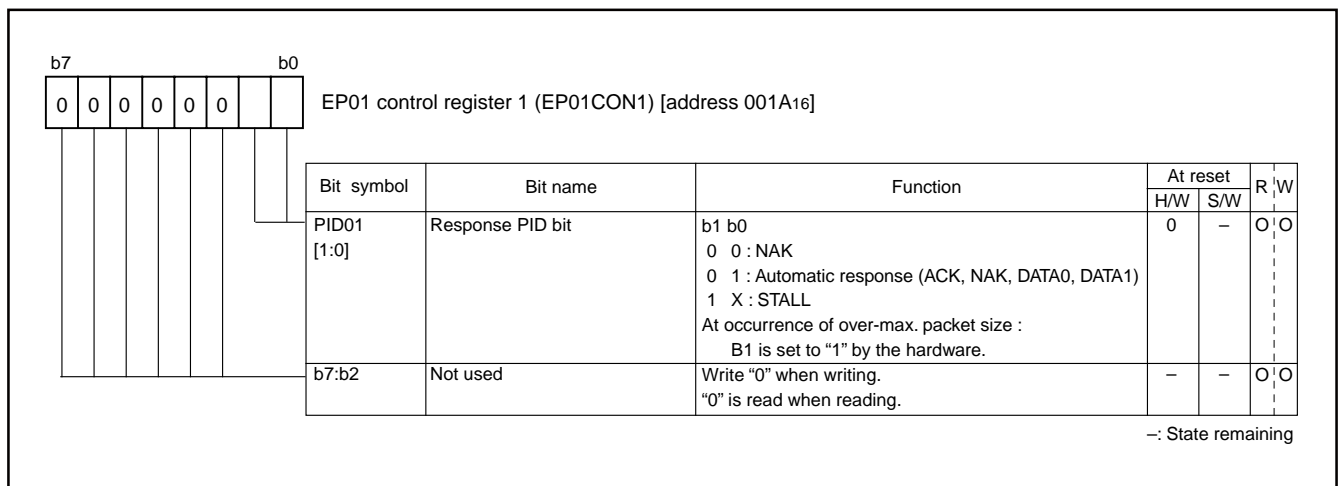 b7 b0
0 0 0 0 0 0
EP01 control register 1 (EP01CON1) [address 001A16]
Bit symbol Bit name Function At reset R W
H/W S/W
PID01 Response PID bit b1 b0 0 – O O
[1:0] 0 0 : NAK
0 1 : Automatic response (ACK, NAK, DATA0, DATA1)
1 X : STALL
At occurrence of over-max. packet size :
B1 is set to “1” by the hardware.
b7:b2 Not used Write “0” when writing. – – O O
“0” is read when reading.
–: State remaining